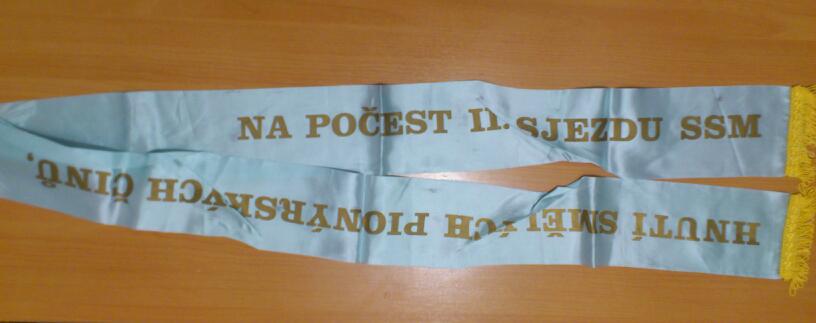 HNUTÍ SMĚLÝCH PIONÝRSKÝCH ČINŮ,
NA POČEST II. SJEZDU SSM